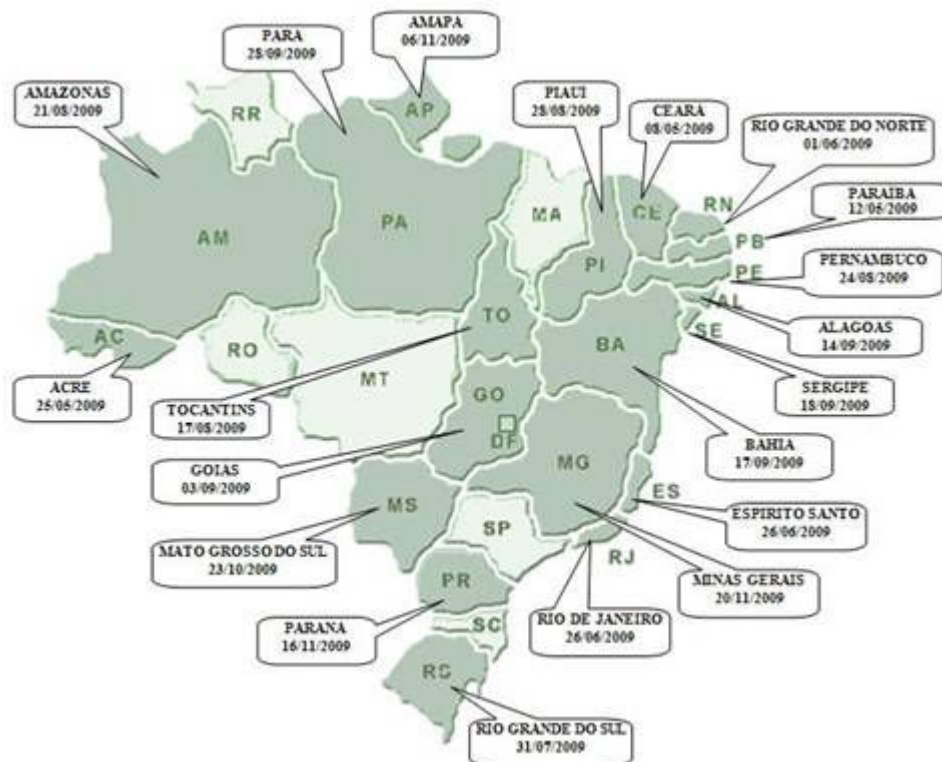 AMAPA
06/11/2009
PARA
28/09/2009
AMAZONAS
21/08/2009
PIAUI
28/08/2009
CEARA
08/05/2009
RIO GRANDE DO NORTE
01/06/2009
PARAIBA
12/05/2009
PERNAMBUCO
24/08/2009
ALAGOAS
14/09/2009
SERGIPE
18/09/2009
BAHIA
17/09/2009
ESPIRITO SANTO
26/06/2009
MINAS GERAIS
20/11/2009
RIO DE JANEIRO
26/06/2009
RIO GRANDE DO SUL
31/07/2009
PARANA
16/11/2009
MATO GROSSO DO SUL
23/10/2009
GOIAS
03/09/2009
TOCANTINS
17/08/2009
ACRE
25/05/2009
RR
AP
AM
PA
MA
PI
CE
RN
PB
PE
AL
SE
AC
RO
MT
TO
BA
GO
DF
MG
ES
MS
SP
RJ
PR
SC
RS